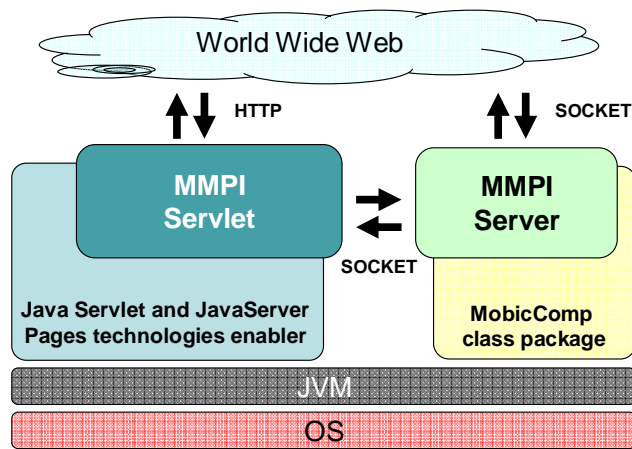 World Wide Web
HTTP
SOCKET
MMPI
Servlet
MMPI
Server
SOCKET
Java Servlet and JavaServer
Pages technologies enabler
MobicComp
class package
JVM
OS